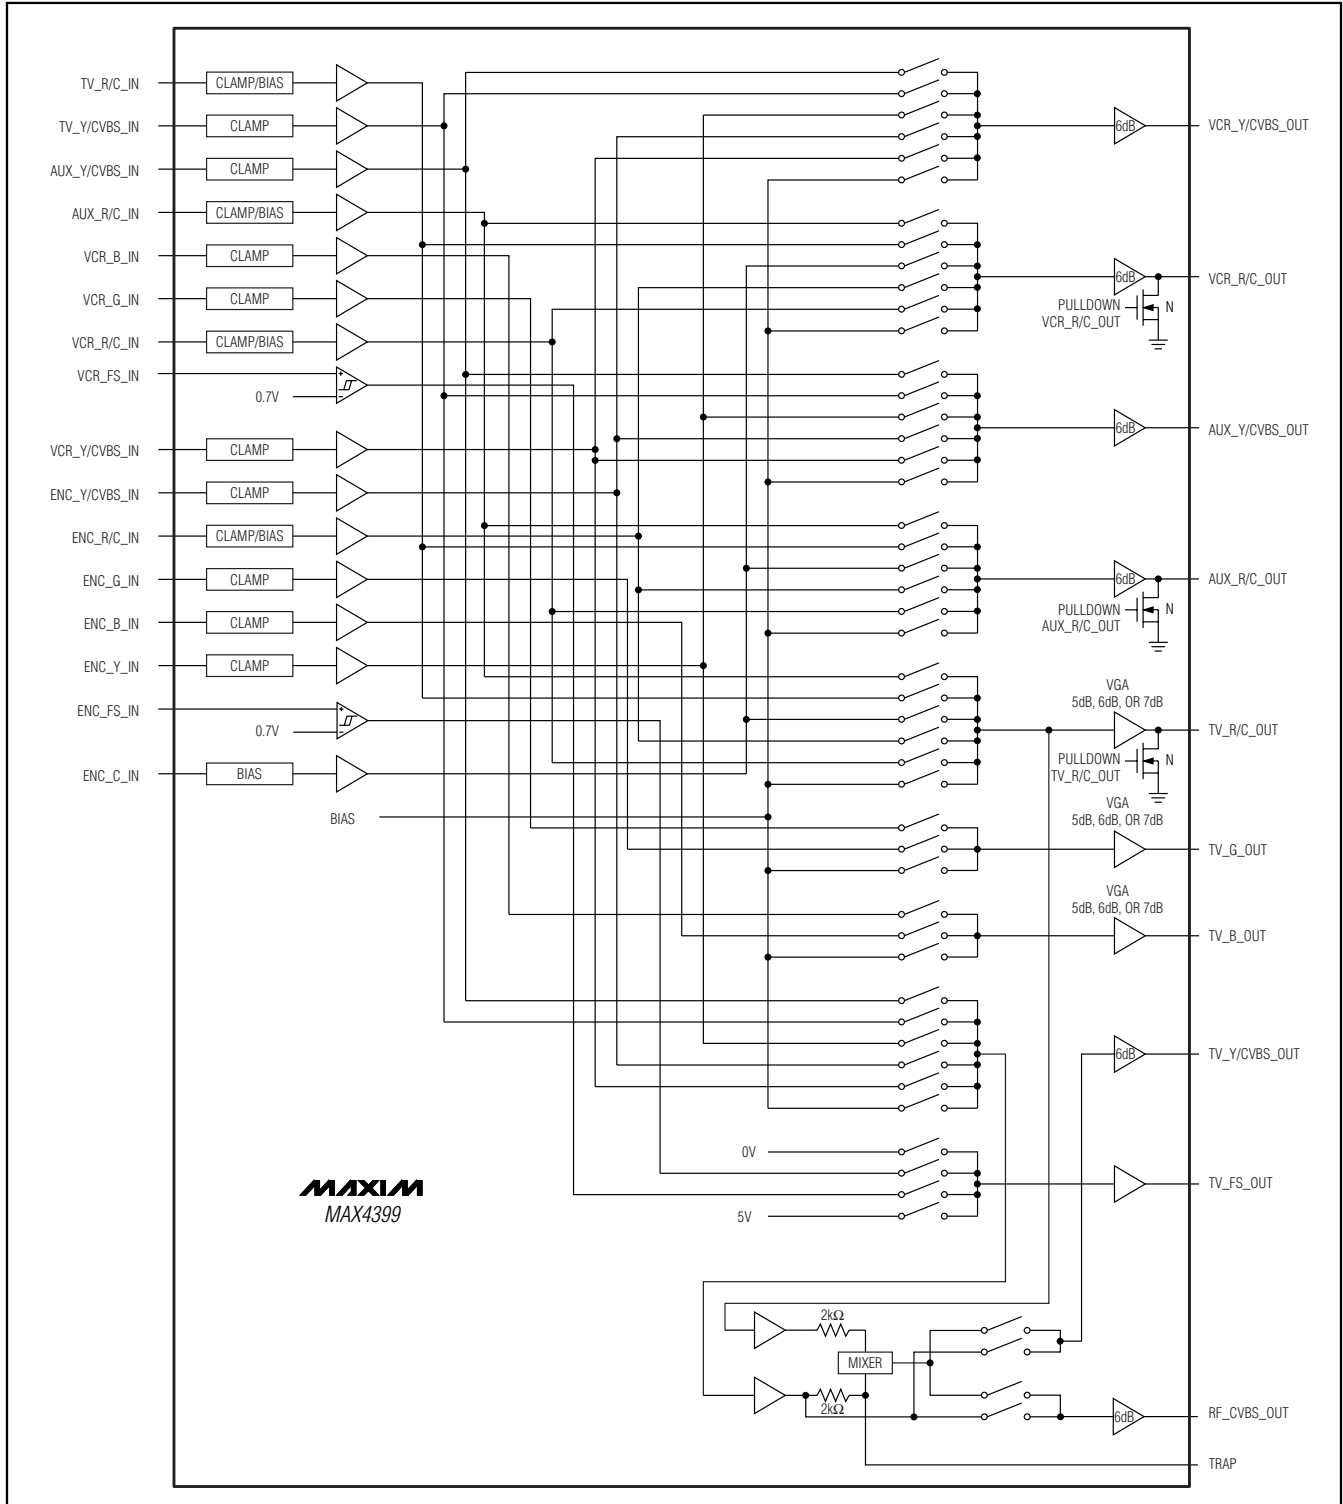 TV_R/C_IN
CLAMP/BIAS
TV_Y/CVBS_IN
CLAMP
6dB
VCR_Y/CVBS_OUT
AUX_Y/CVBS_IN
CLAMP
AUX_R/C_IN
CLAMP/BIAS
VCR_B_IN
CLAMP
6dB
VCR_R/C_OUT
VCR_G_IN
CLAMP
PULLDOWN
VCR_R/C_OUT
N
VCR_R/C_IN
CLAMP/BIAS
VCR_FS_IN
+
0.7V
−
6dB
AUX_Y/CVBS_OUT
VCR_Y/CVBS_IN
CLAMP
ENC_Y/CVBS_IN
CLAMP
ENC_R/C_IN
CLAMP/BIAS
ENC_G_IN
CLAMP
6dB
AUX_R/C_OUT
ENC_B_IN
CLAMP
PULLDOWN
AUX_R/C_OUT
N
ENC_Y_IN
CLAMP
VGA
5dB, 6dB, OR 7dB
ENC_FS_IN
+
0.7V
−
TV_R/C_OUT
PULLDOWN
TV_R/C_OUT
N
ENC_C_IN
BIAS
VGA
5dB, 6dB, OR 7dB
BIAS
TV_G_OUT
VGA
5dB, 6dB, OR 7dB
TV_B_OUT
6dB
TV_Y/CVBS_OUT
0V
TV_FS_OUT
5V
MAXIM
MAX4399
2kΩ
MIXER
2kΩ
6dB
RF_CVBS_OUT
TRAP